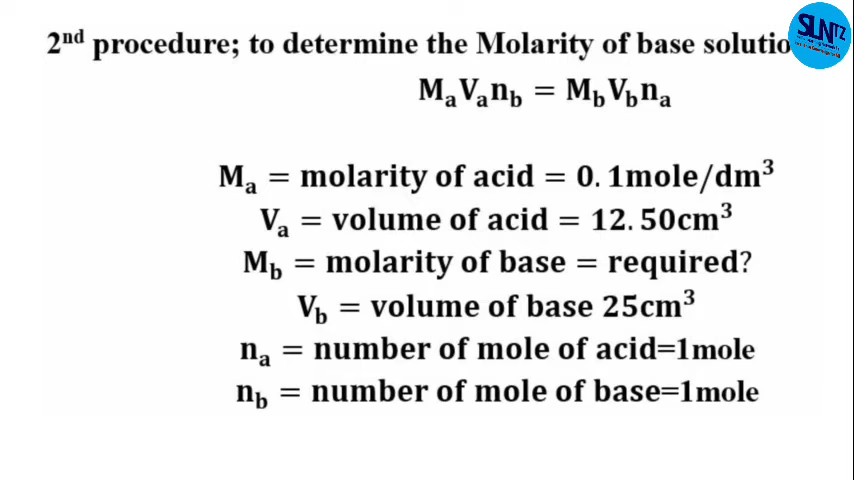 2nd procedure; to determine the Molarity of base
MaVanb = MbVbna
Ma = molarity of acid = 0.1mole/dm³
Va = volume of acid = 12.50cm³
Mb = molarity of base = required?
Vb = volume of base 25cm³
na = number of mole of acid=1mole
nb = number of mole of base=1mole
SLNTZ